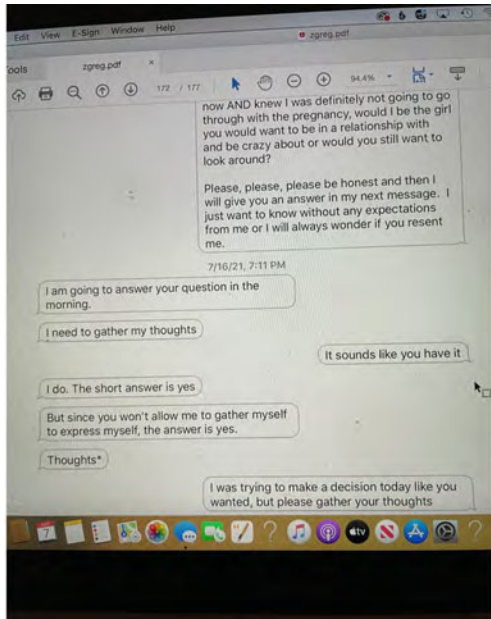 Edit View E-Sign Window Help
zgreg.pdf
ools
zgreg.pdf ×
172 / 177
94.4%
now AND knew I was definitely not going to go
through with the pregnancy, would I be the girl
you would want to be in a relationship with
and be crazy about or would you still want to
look around?
Please, please, please be honest and then I
will give you an answer in my next message. I
just want to know without any expectations
from me or I will always wonder if you resent
me.
7/16/21, 7:11 PM
I am going to answer your question in the
morning.
I need to gather my thoughts
It sounds like you have it
I do. The short answer is yes
But since you won't allow me to gather myself
to express myself, the answer is yes.
Thoughts*
I was trying to make a decision today like you
wanted, but please gather your thoughts
7
tv